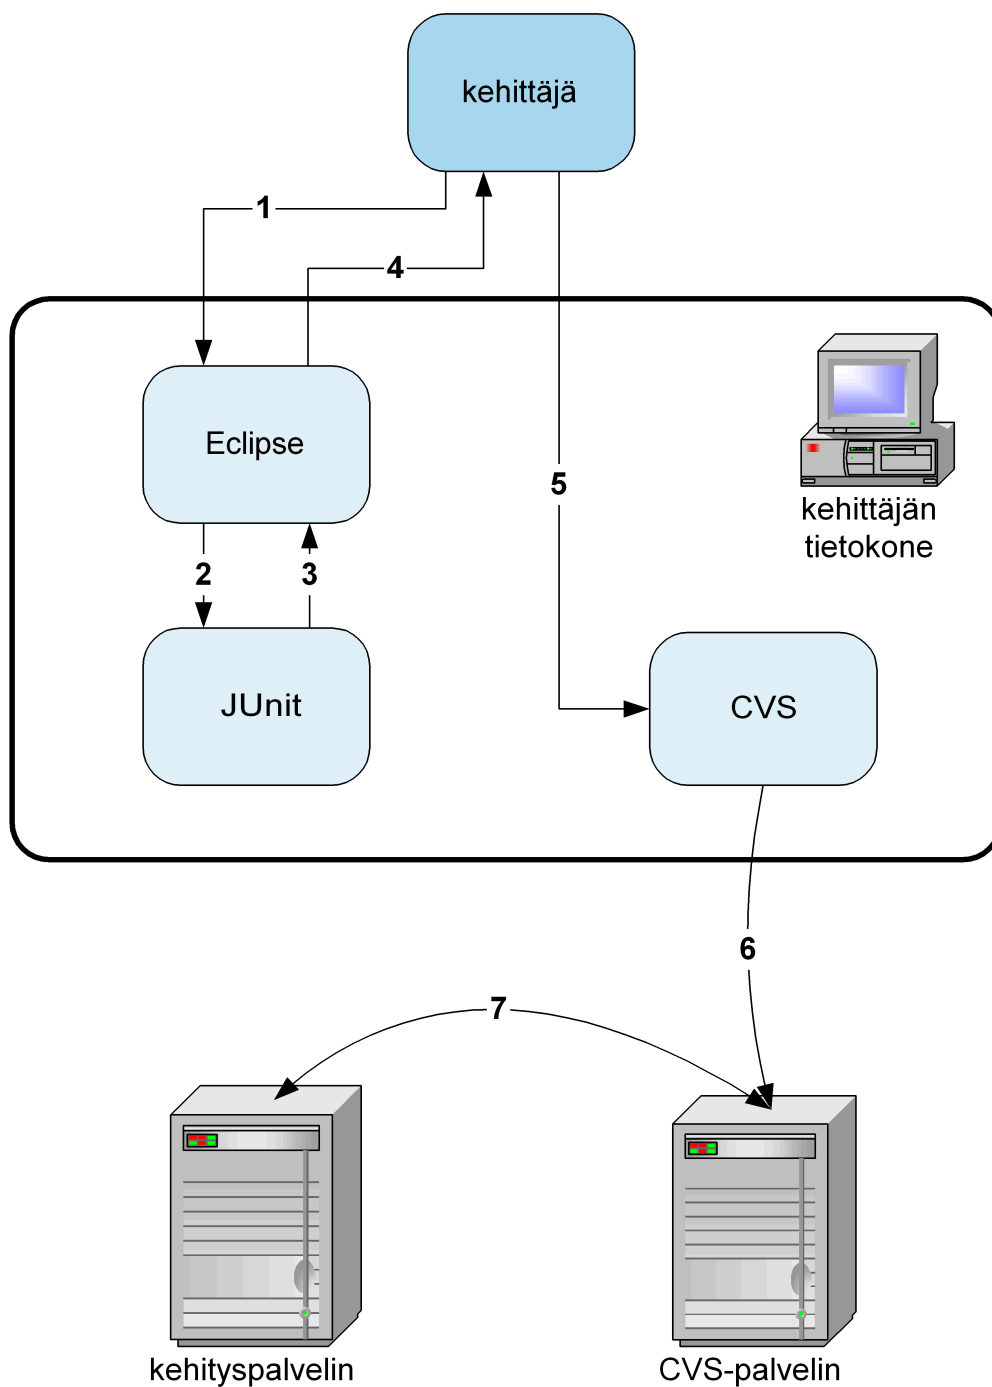 kehittäjä
1
4
Eclipse
5
kehittäjän
tietokone
2
3
JUnit
CVS
6
7
kehityspalvelin
CVS-palvelin